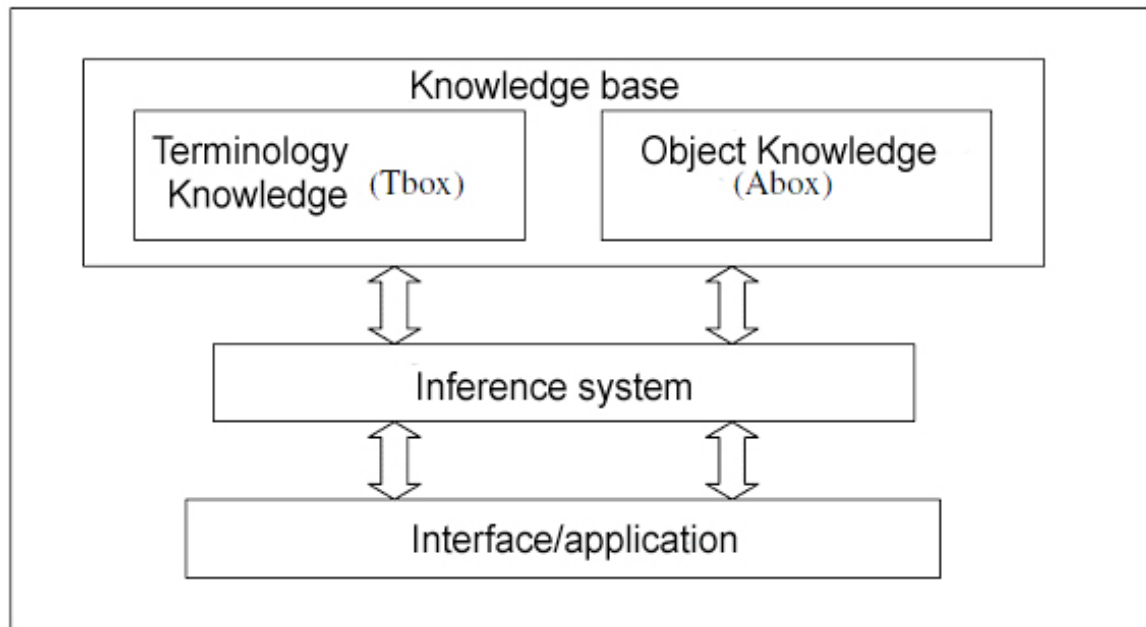 Knowledge base
Terminology
Knowledge (Tbox)
Object Knowledge
(Abox)
Inference system
Interface/application